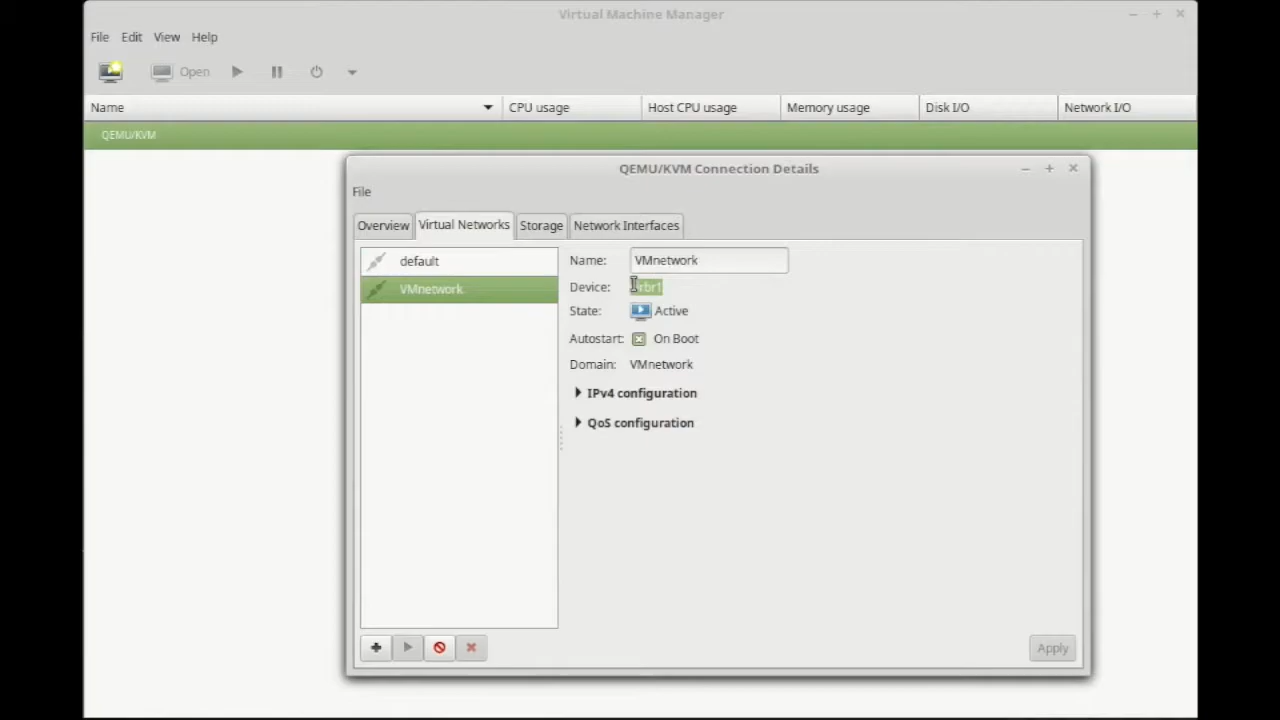 Virtual Machine Manager
File Edit View Help
Open
Name CPU usage Host CPU usage Memory usage Disk I/O Network I/O
QEMU/KVM
QEMU/KVM Connection Details
File
Overview Virtual Networks Storage Network Interfaces
default
VMnetwork
Name: VMnetwork
Device:
State: Active
Autostart: On Boot
Domain: VMnetwork
IPv4 configuration
QoS configuration
Apply